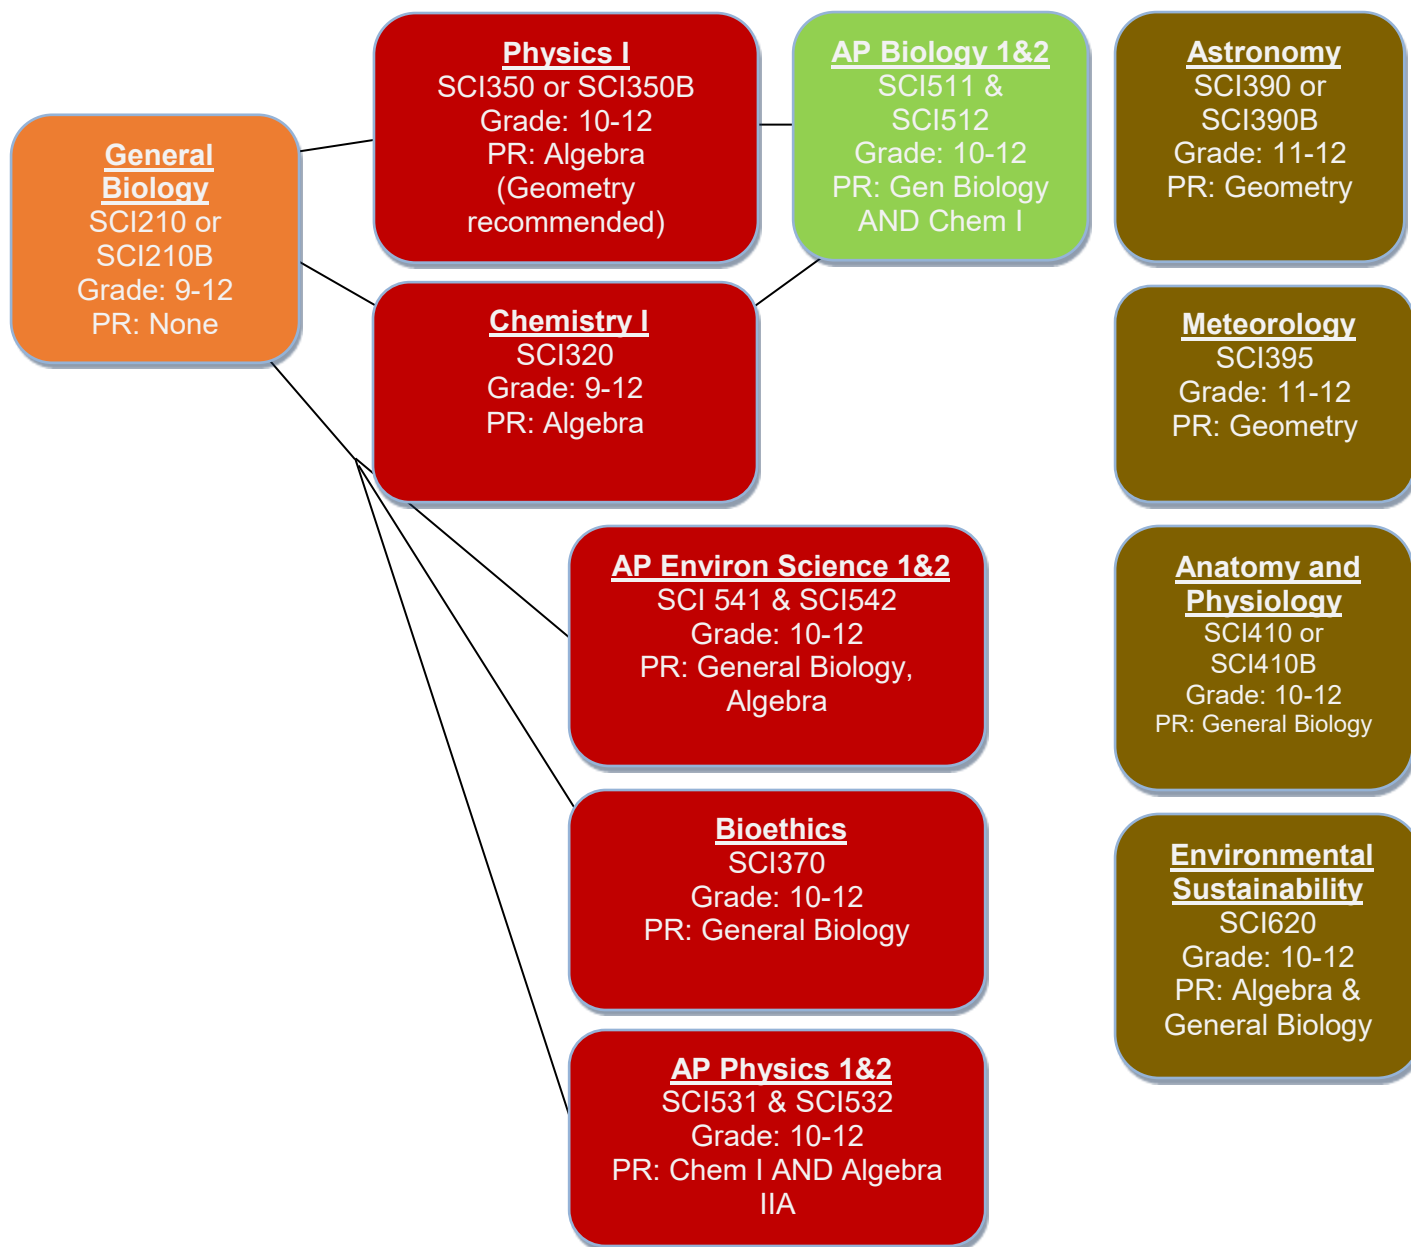 General
Biology
SCI210 or
SCI210B
Grade: 9-12
PR: None
Physics I
SCI350 or SCI350B
Grade: 10-12
PR: Algebra
(Geometry
recommended)
Chemistry I
SCI320
Grade: 9-12
PR: Algebra
AP Biology 1&2
SCI511 &
SCI512
Grade: 10-12
PR: Gen Biology
AND Chem I
AP Environ Science 1&2
SCI 541 & SCI542
Grade: 10-12
PR: General Biology,
Algebra
Bioethics
SCI370
Grade: 10-12
PR: General Biology
AP Physics 1&2
SCI531 & SCI532
Grade: 10-12
PR: Chem I AND Algebra
IIA
Astronomy
SCI390 or
SCI390B
Grade: 11-12
PR: Geometry
Meteorology
SCI395
Grade: 11-12
PR: Geometry
Anatomy and
Physiology
SCI410 or
SCI410B
Grade: 10-12
PR: General Biology
Environmental
Sustainability
SCI620
Grade: 10-12
PR: Algebra &
General Biology